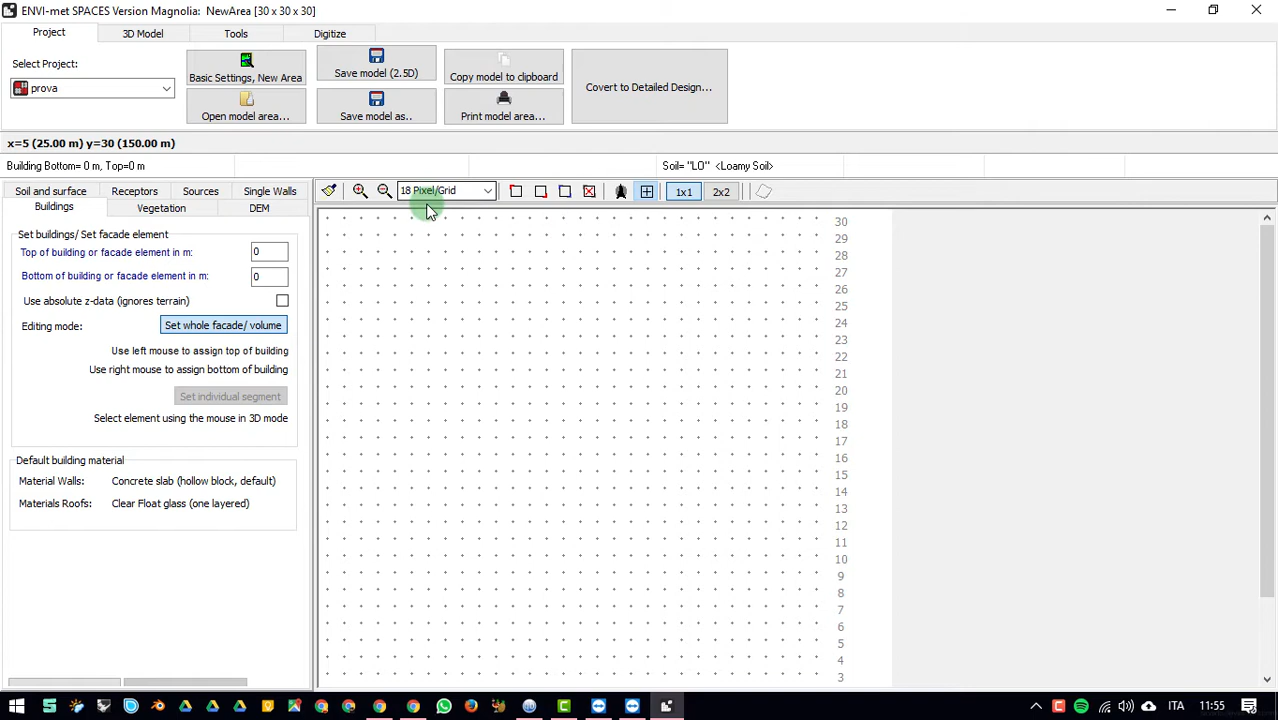 ENVI-met SPACES Version Magnolia:  NewArea [30 x 30 x 30]
Project
3D Model
Tools
Digitize
Select Project:
prova
Basic Settings, New Area
Open model area...
Save model (2.5D)
Save model as..
Copy model to clipboard
Print model area...
Covert to Detailed Design...
x=5 (25.00 m) y=30 (150.00 m)
Building Bottom= 0 m, Top=0 m
Soil= "LO"  <Loamy Soil>
Soil and surface
Receptors
Sources
Single Walls
Buildings
Vegetation
DEM
18 Pixel/Grid
1x1
2x2
Set buildings/ Set facade element
Top of building or facade element in m:
0
Bottom of building or facade element in m:
0
Use absolute z-data (ignores terrain)
Editing mode:
Set whole facade/ volume
Use left mouse to assign top of building
Use right mouse to assign bottom of building
Set individual segment
Select element using the mouse in 3D mode
Default building material
Material Walls:
Concrete slab (hollow block, default)
Materials Roofs:
Clear Float glass (one layered)
30
29
28
27
26
25
24
23
22
21
20
19
18
17
16
15
14
13
12
11
10
9
8
7
6
5
4
3
ITA
11:55